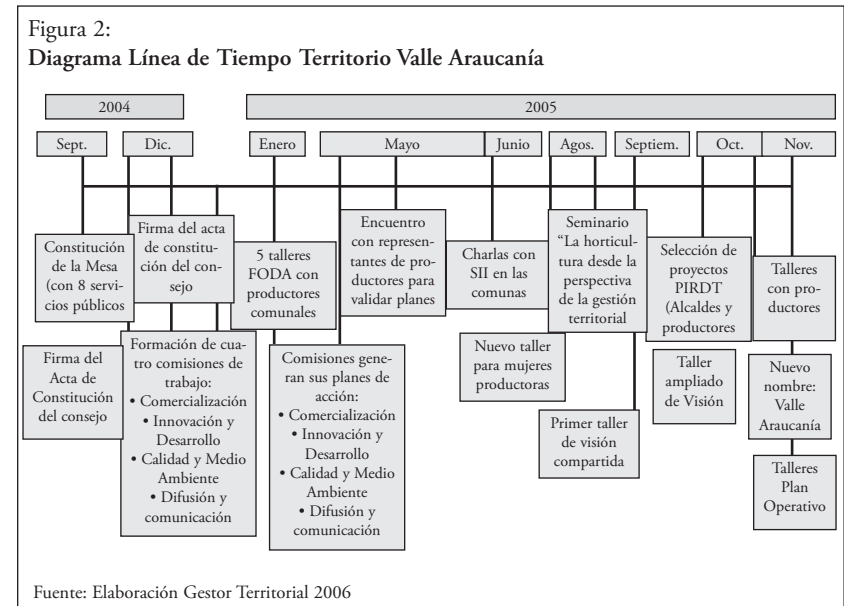 Figura 2:
Diagrama Línea de Tiempo Territorio Valle Araucanía
2004
2005
Sept.
Dic.
Enero
Mayo
Junio
Agos.
Septiem.
Oct.
Nov.
Constitución
de la Mesa
(con 8 servi-
cios públicos
Firma del
Acta de
Constitución
del consejo
Firma del acta
de constitu-
ción del con-
sejo
Formación de cua-
tro comisiones de
trabajo:
• Comercialización
• Innovación y
Desarrollo
• Calidad y Medio
Ambiente
• Difusión y
comunicación
5 talleres
FODA con
productores
comunales
Comisiones gene-
ran sus planes de
acción:
• Comercialización
• Innovación y
Desarrollo
• Calidad y Medio
Ambiente
• Difusión y
comunicación
Encuentro
con represen-
tantes de pro-
ductores para
validar planes
Charlas con
SII en las
comunas
Nuevo taller
para mujeres
productoras
Seminario
“La horticul-
tura desde la
perspectiva
de la gestión
territorial
Primer taller
de visión
compartida
Selección de
proyectos
PIRDT
(Alcaldes y
productores
Taller
ampliado
de Visión
Talleres
con pro-
ductores
Nuevo
nombre:
Valle
Araucanía
Talleres
Plan
Operativo
Fuente: Elaboración Gestor Territorial 2006